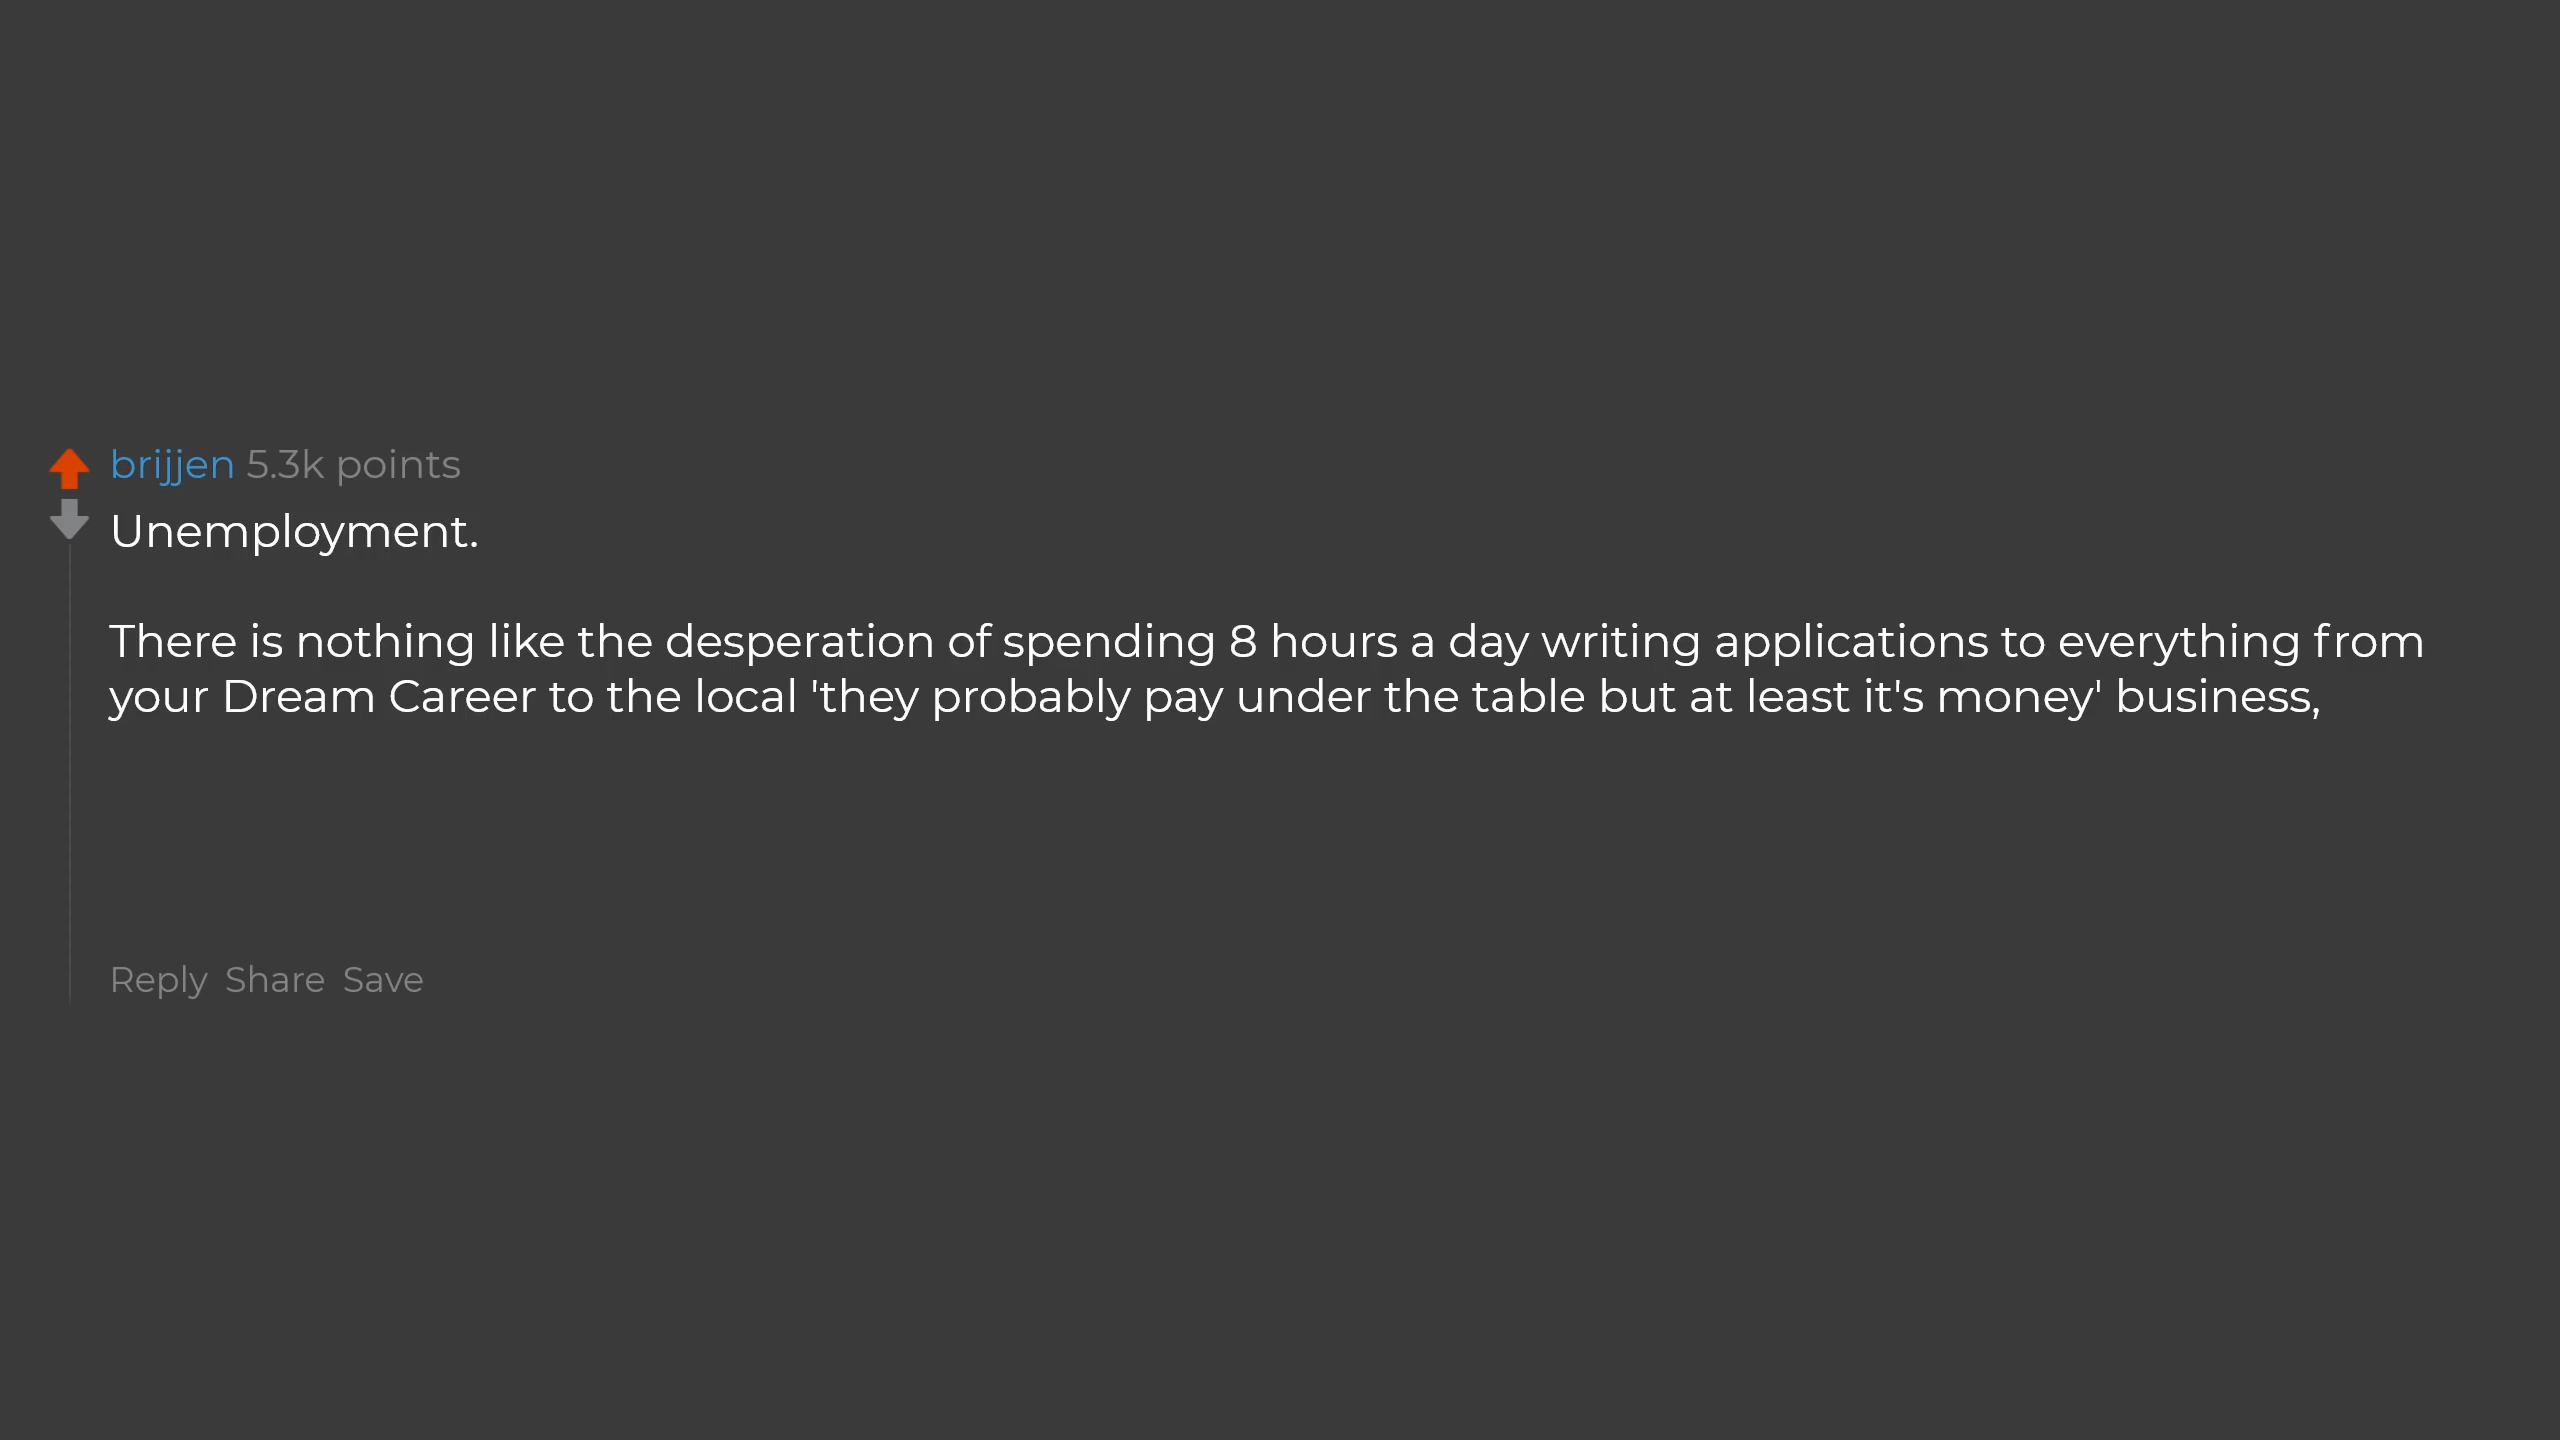 brijjen 5.3k points
Unemployment.
There is nothing like the desperation of spending 8 hours a day writing applications to everything from
your Dream Career to the local 'they probably pay under the table but at least it's money' business,
Reply Share Save